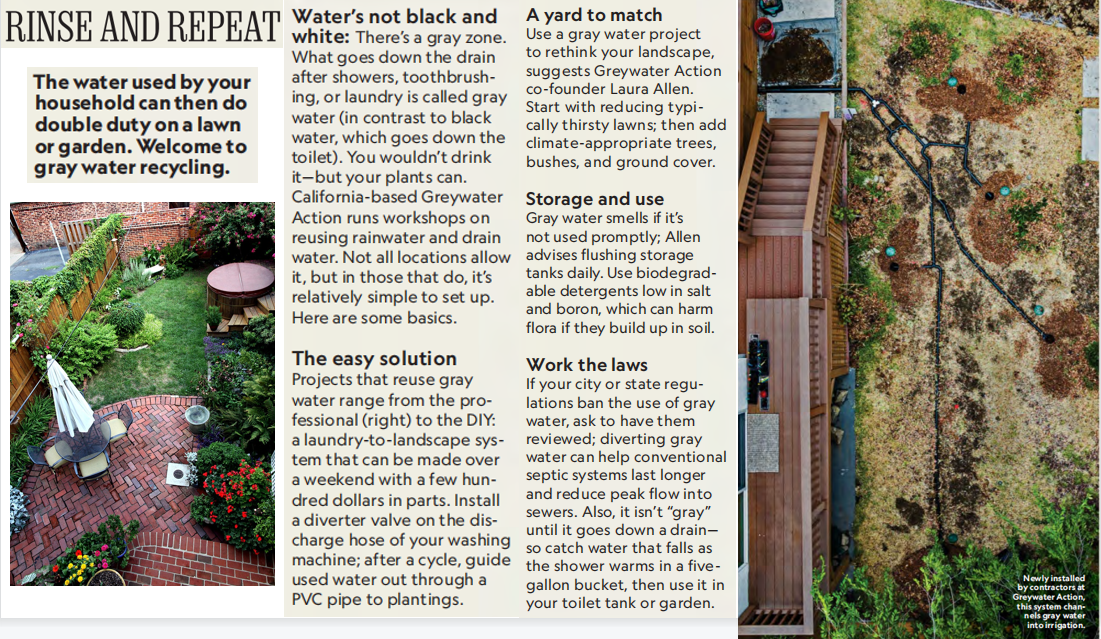 RINSE AND REPEAT
The water used by your
household can then do
double duty on a lawn
or garden. Welcome to
gray water recycling.
Water's not black and
white: There's a gray zone.
What goes down the drain
after showers, toothbrush-
ing, or laundry is called gray
water (in contrast to black
water, which goes down the
toilet). You wouldn't drink
it—but your plants can.
California-based Greywater
Action runs workshops on
reusing rainwater and drain
water. Not all locations allow
it, but in those that do, it's
relatively simple to set up.
Here are some basics.
The easy solution
Projects that reuse gray
water range from the pro-
fessional (right) to the DIY:
a laundry-to-landscape sys-
tem that can be made over
a weekend with a few hun-
dred dollars in parts. Install
a diverter valve on the dis-
charge hose of your washing
machine; after a cycle, guide
used water out through a
PVC pipe to plantings.
A yard to match
Use a gray water project
to rethink your landscape,
suggests Greywater Action
co-founder Laura Allen.
Start with reducing typi-
cally thirsty lawns; then add
climate-appropriate trees,
bushes, and ground cover.
Storage and use
Gray water smells if it's
not used promptly; Allen
advises flushing storage
tanks daily. Use biodegrad-
able detergents low in salt
and boron, which can harm
flora if they build up in soil.
Work the laws
If your city or state regu-
lations ban the use of gray
water, ask to have them
reviewed; diverting gray
water can help conventional
septic systems last longer
and reduce peak flow into
sewers. Also, it isn't "gray"
until it goes down a drain—
so catch water that falls as
the shower warms in a five-
gallon bucket, then use it in
your toilet tank or garden.
Newly installed
by contractors at
Greywater Action,
this system chan-
nels gray water
into irrigation.